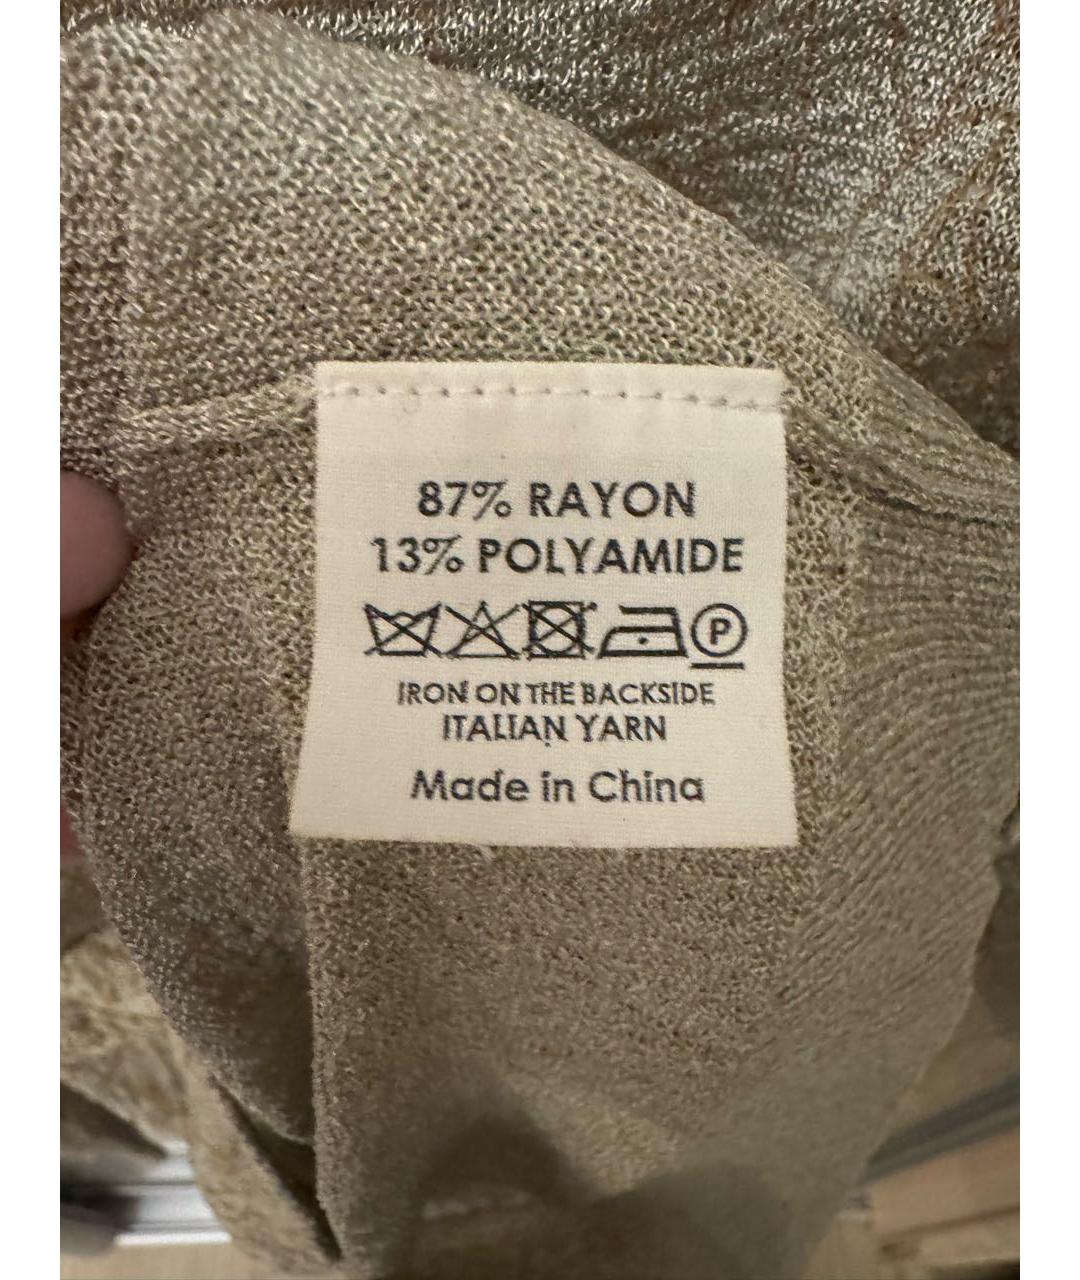 87% RAYON
13% POLYAMIDE
P
IRON ON THE BACKSIDE
ITALIAN YARN
Made in China